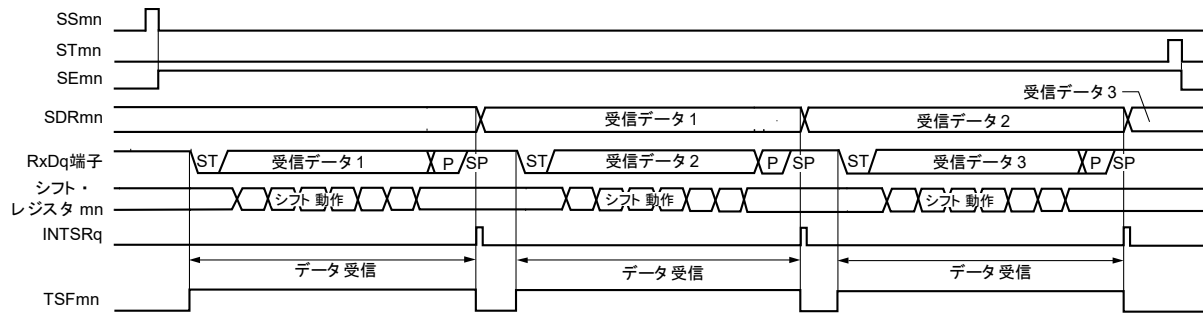 SSmn
STmn
SEmn
受信データ3
SDRmn 受信データ1 受信データ2
RxDq端子 ST 受信データ1 P SP ST 受信データ2 P SP ST 受信データ3 P SP
シフト・
レジスタ mn シフト動作 シフト動作 シフト動作
INTSRq
データ受信 データ受信 データ受信
TSFmn